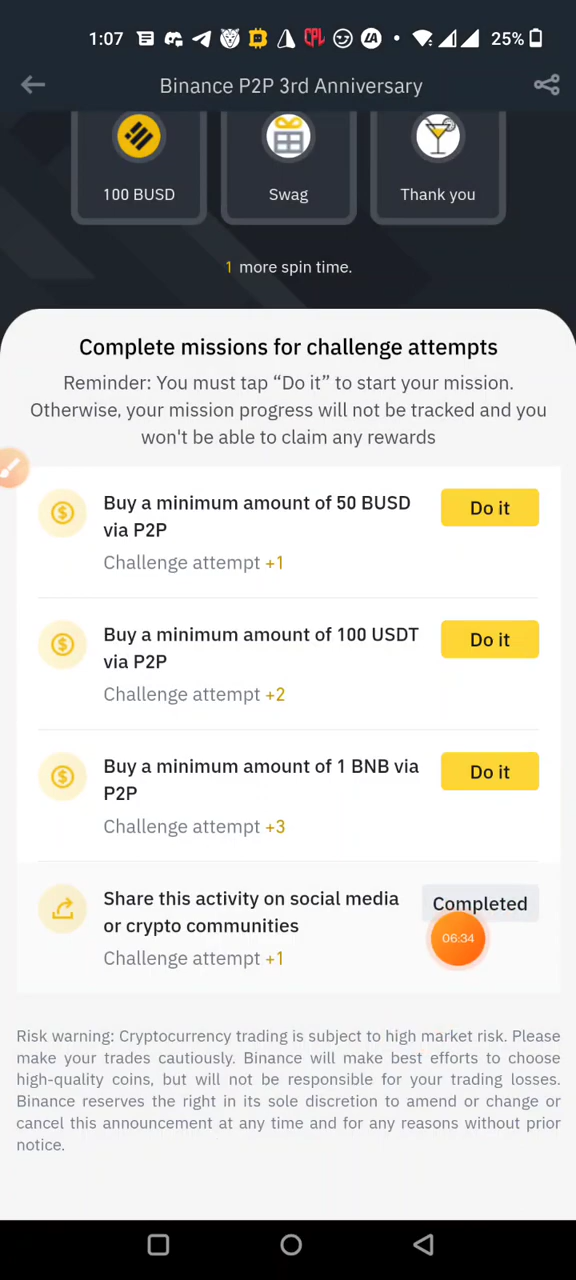 1:07
CPL
LA
25%
Binance P2P 3rd Anniversary
100 BUSD
Swag
Thank you
1 more spin time.
Complete missions for challenge attempts
Reminder: You must tap “Do it” to start your mission.
Otherwise, your mission progress will not be tracked and you
won't be able to claim any rewards
Buy a minimum amount of 50 BUSD
via P2P
Do it
Challenge attempt +1
Buy a minimum amount of 100 USDT
via P2P
Do it
Challenge attempt +2
Buy a minimum amount of 1 BNB via
P2P
Do it
Challenge attempt +3
Share this activity on social media
or crypto communities
Completed
06:34
Challenge attempt +1
Risk warning: Cryptocurrency trading is subject to high market risk. Please
make your trades cautiously. Binance will make best efforts to choose
high-quality coins, but will not be responsible for your trading losses.
Binance reserves the right in its sole discretion to amend or change or
cancel this announcement at any time and for any reasons without prior
notice.